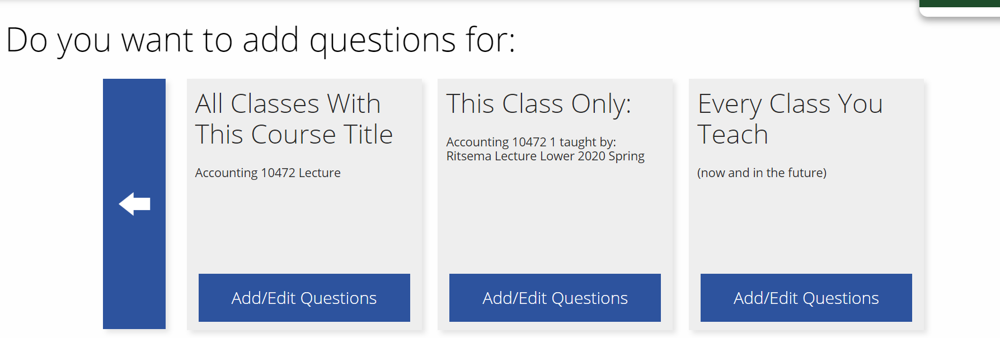 Do you want to add questions for:
All Classes With
This Course Title
Accounting 10472 Lecture
Add/Edit Questions
This Class Only:
Accounting 10472 1 taught by:
Ritsema Lecture Lower 2020 Spring
Add/Edit Questions
Every Class You
Teach
(now and in the future)
Add/Edit Questions